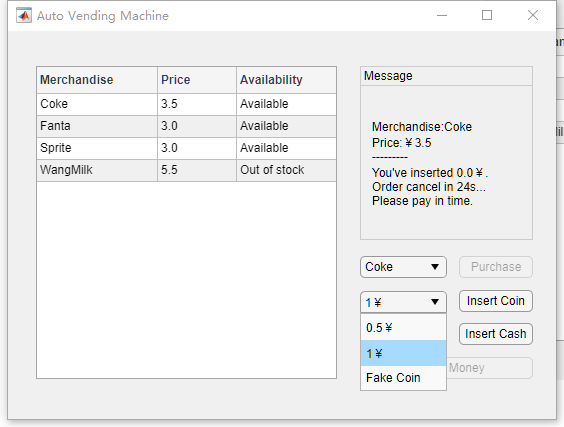 Auto Vending Machine
Merchandise Price Availability
Coke 3.5 Available
Fanta 3.0 Available
Sprite 3.0 Available
WangMilk 5.5 Out of stock
Message
Merchandise:Coke
Price: ¥ 3.5
---------
You've inserted 0.0 ¥ .
Order cancel in 24s...
Please pay in time.
Coke Purchase
1 ¥ Insert Coin
0.5 ¥
Insert Cash
1 ¥
Money
Fake Coin